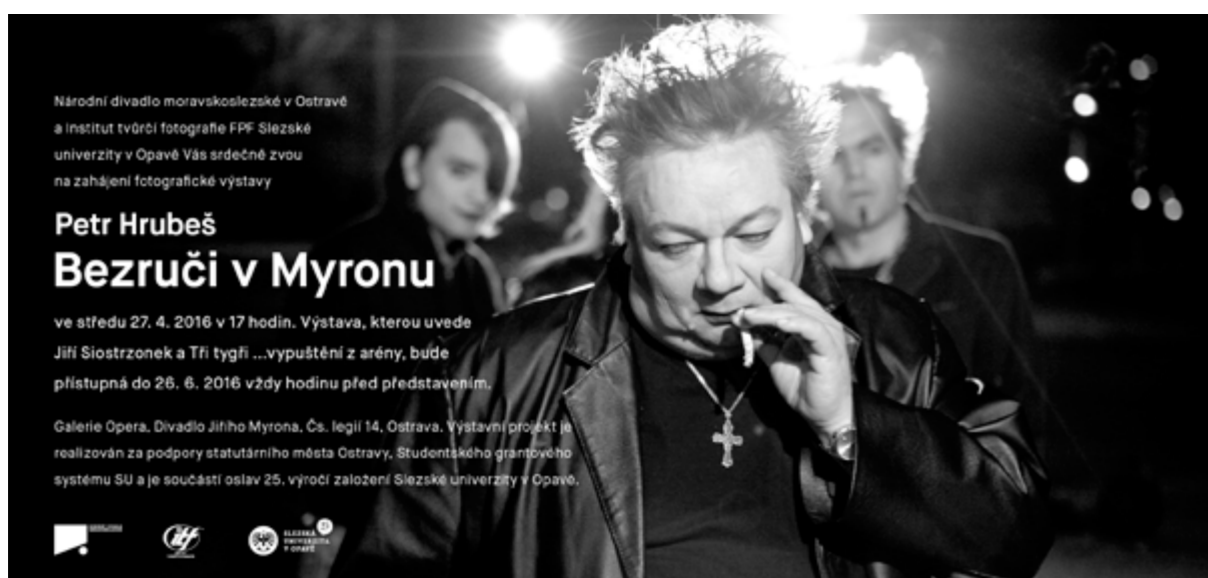 Národní divadlo moravskoslezské v Ostravě
a Institut tvůrčí fotografie FPF Slezské
univerzity v Opavě Vás srdečně zvou
na zahájení fotografické výstavy
Petr Hrubeš
Bezruči v Myronu
ve středu 27. 4. 2016 v 17 hodin. Výstava, kterou uvede
Jiří Siostrzonek a Tři tygři ...vypuštění z arény, bude
přístupná do 26. 6. 2016 vždy hodinu před představením.
Galerie Opera, Divadlo Jiřího Myrona, Čs. legií 14, Ostrava. Výstavní projekt je
realizován za podpory statutárního města Ostravy, Studentského grantového
systému SU a je součástí oslav 25. výročí založení Slezské univerzity v Opavě.
itf
SLEZSKÁ
UNIVERZITA
V OPAVĚ